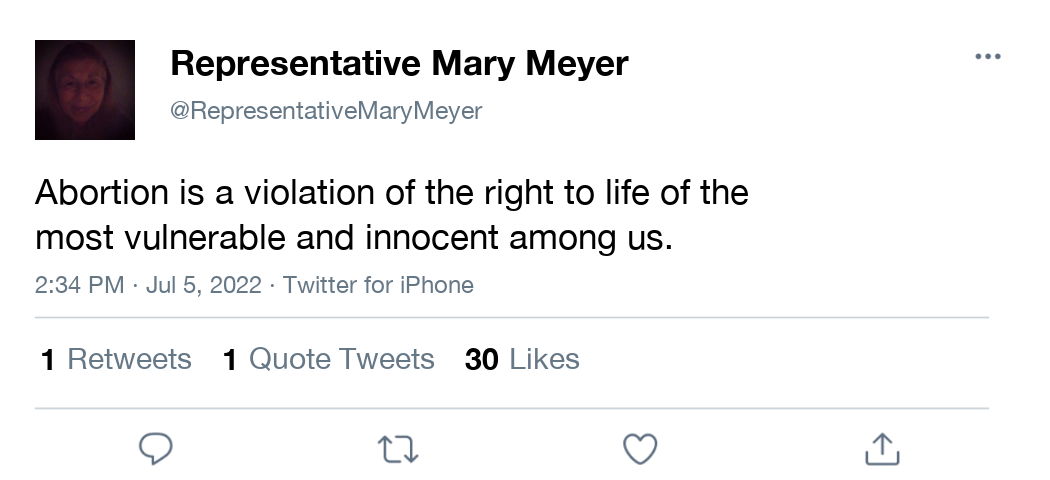 Representative Mary Meyer
@RepresentativeMaryMeyer
Abortion is a violation of the right to life of the
most vulnerable and innocent among us.
2:34 PM · Jul 5, 2022 · Twitter for iPhone
1 Retweets 1 Quote Tweets 30 Likes